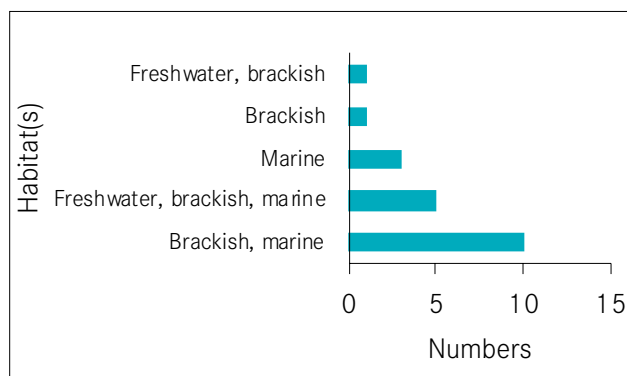 Freshwater, brackish
Brackish
Marine
Freshwater, brackish, marine
Brackish, marine
Habitat(s)
0 5 10 15
Numbers